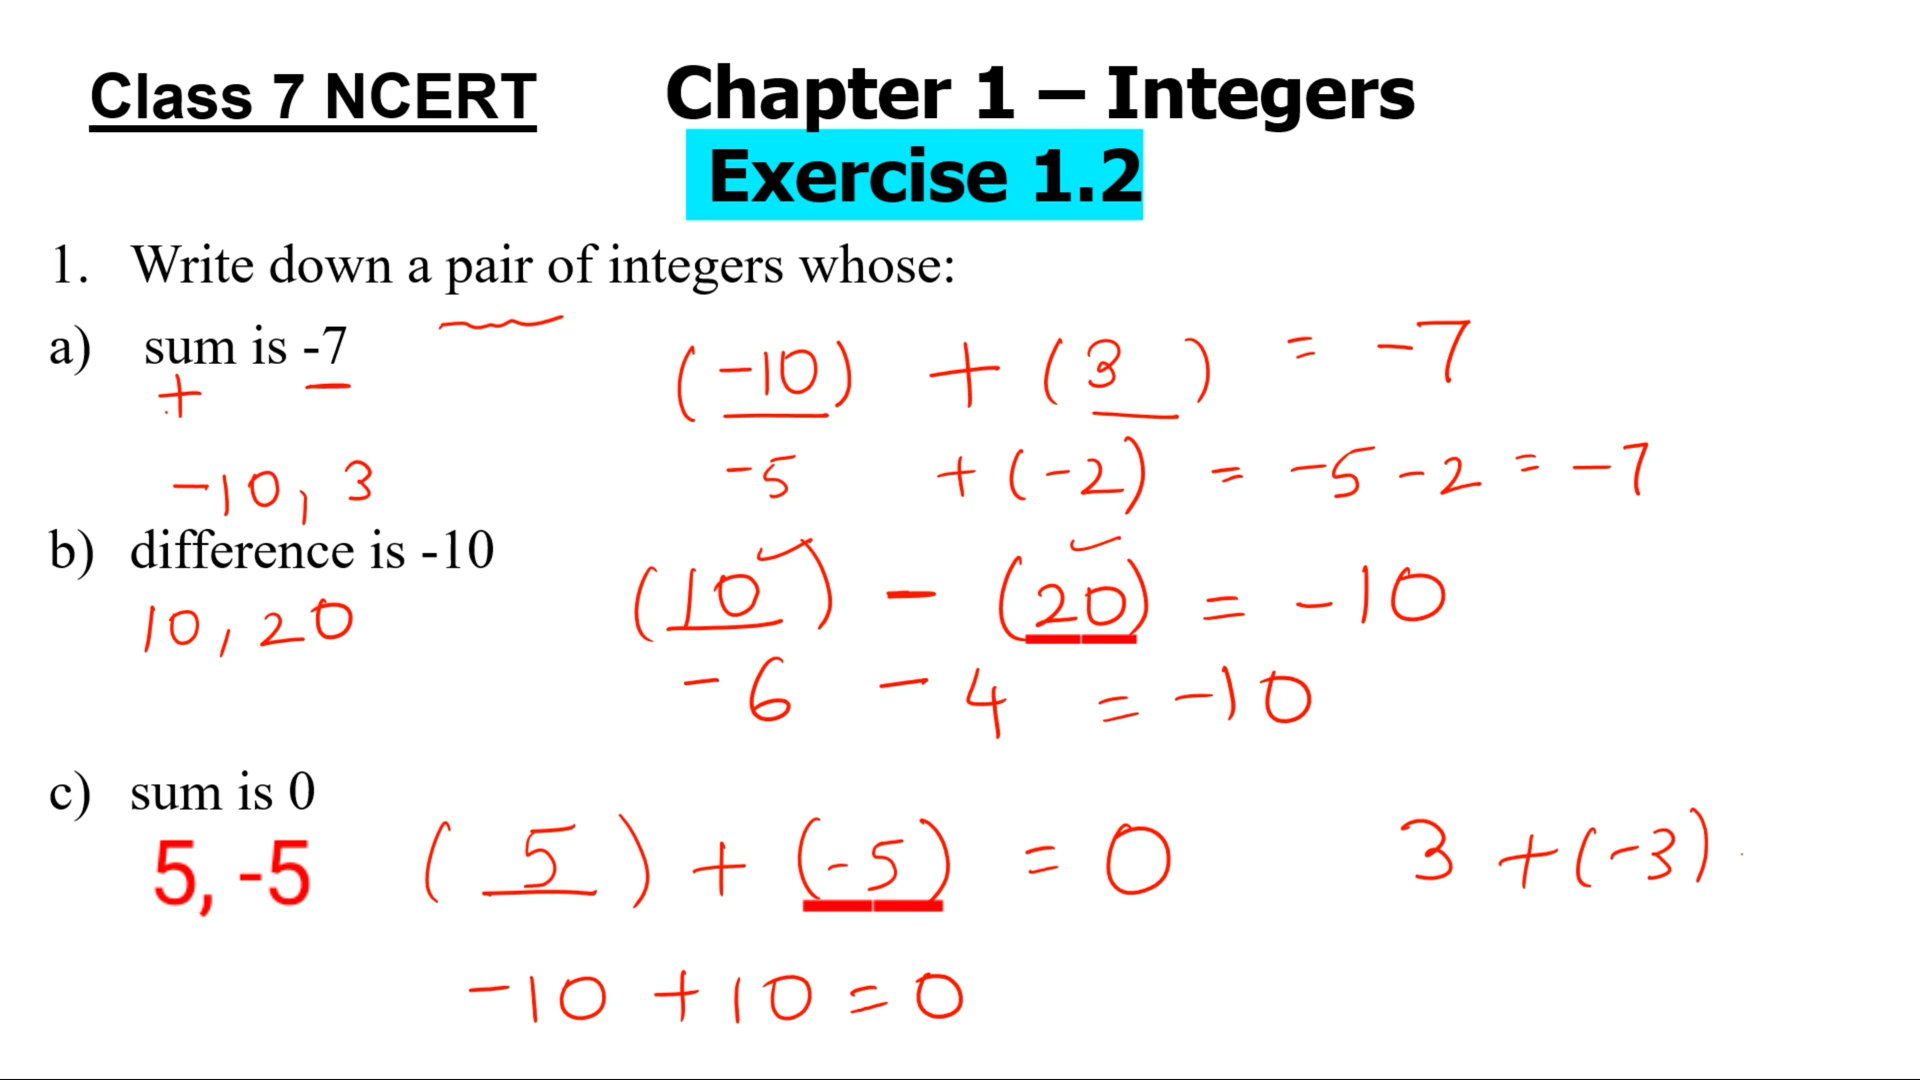 Class 7 NCERT Chapter 1 – Integers
Exercise 1.2
1. Write down a pair of integers whose:
a) sum is -7 (-10) + (3) = -7
+
-10, 3 -5 + (-2) = -5 - 2 = -7
b) difference is -10 (10) - (20) = -10
10, 20
-6 - 4 = -10
c) sum is 0
5, -5 (5) + (-5) = 0 3 + (-3)
-10 + 10 = 0